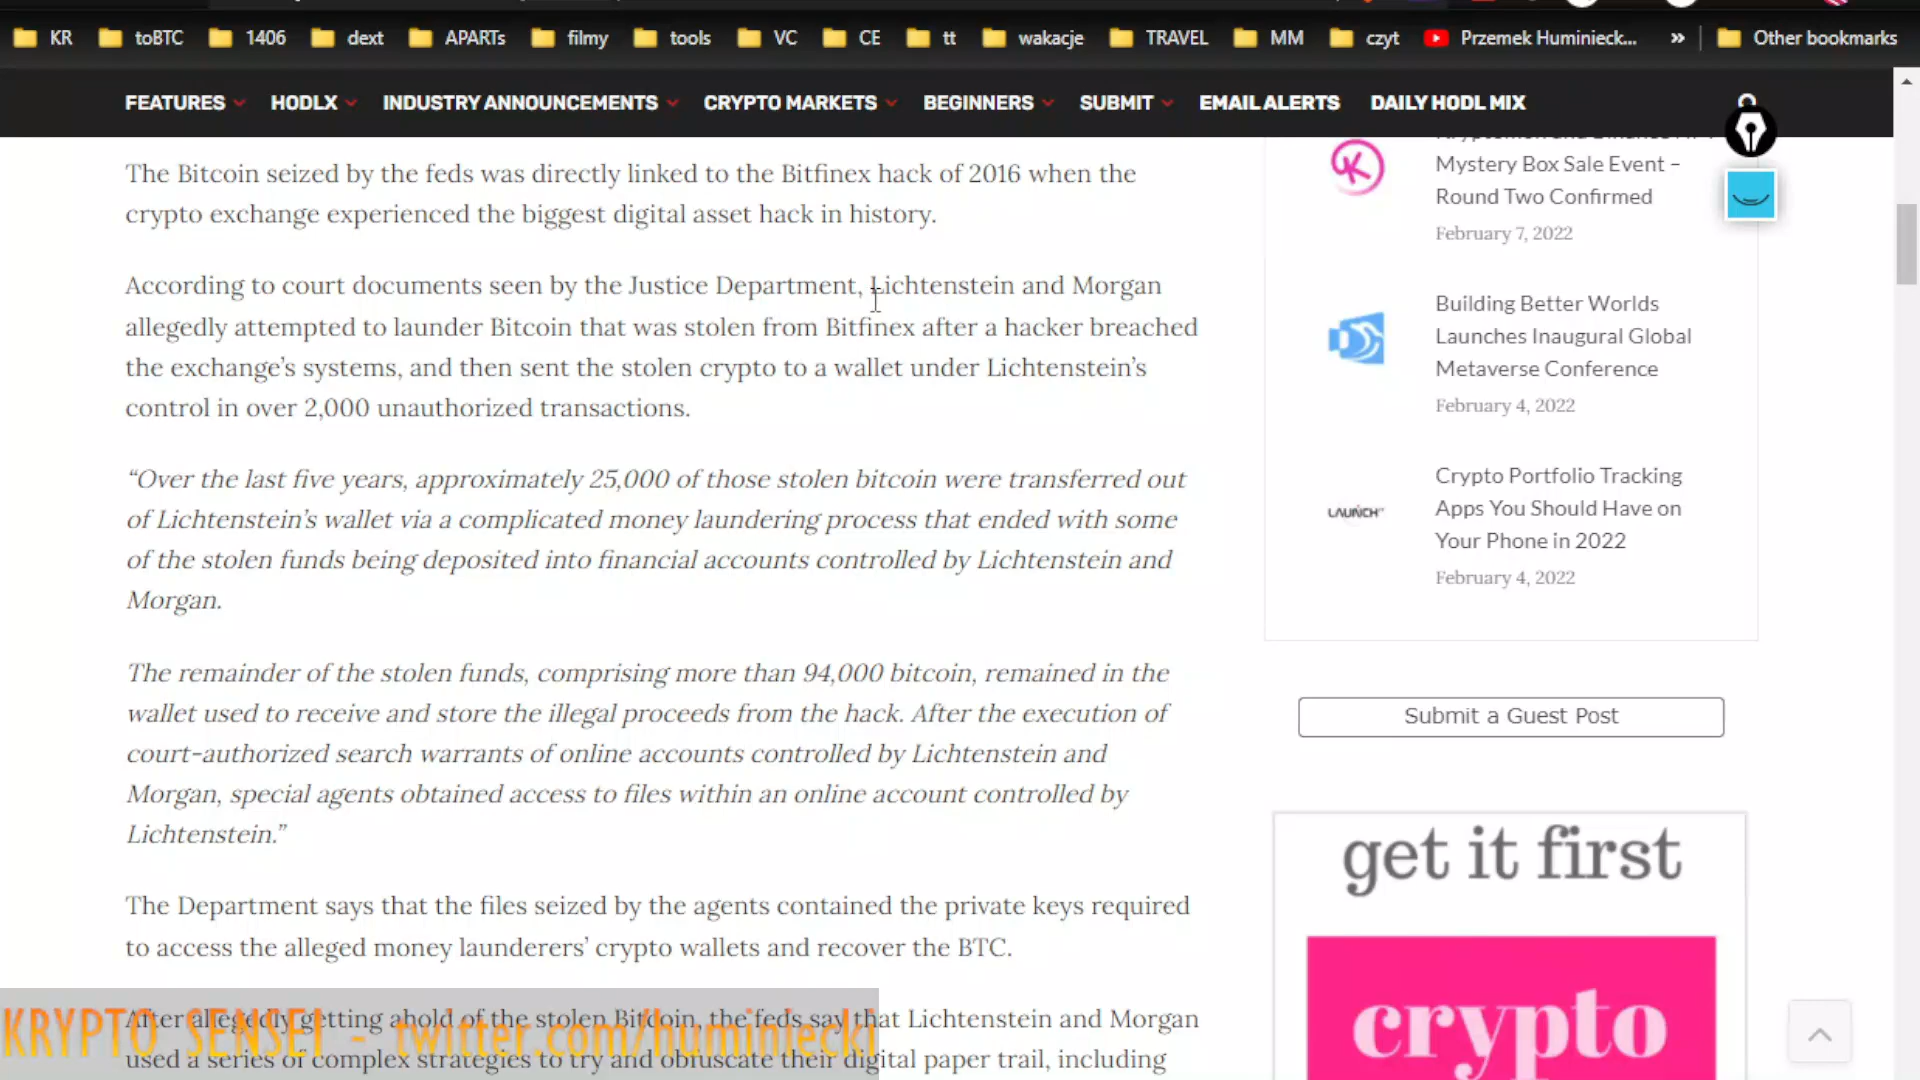 KR toBTC 1406 dext APARTs filmy tools VC CE tt wakacje TRAVEL MM czyt Przemek Huminieck... » Other bookmarks
FEATURES HODLX INDUSTRY ANNOUNCEMENTS CRYPTO MARKETS BEGINNERS SUBMIT EMAIL ALERTS DAILY HODL MIX
The Bitcoin seized by the feds was directly linked to the Bitfinex hack of 2016 when the
crypto exchange experienced the biggest digital asset hack in history.
According to court documents seen by the Justice Department, Lichtenstein and Morgan
allegedly attempted to launder Bitcoin that was stolen from Bitfinex after a hacker breached
the exchange’s systems, and then sent the stolen crypto to a wallet under Lichtenstein’s
control in over 2,000 unauthorized transactions.
“Over the last five years, approximately 25,000 of those stolen bitcoin were transferred out
of Lichtenstein’s wallet via a complicated money laundering process that ended with some
of the stolen funds being deposited into financial accounts controlled by Lichtenstein and
Morgan.
The remainder of the stolen funds, comprising more than 94,000 bitcoin, remained in the
wallet used to receive and store the illegal proceeds from the hack. After the execution of
court-authorized search warrants of online accounts controlled by Lichtenstein and
Morgan, special agents obtained access to files within an online account controlled by
Lichtenstein.”
The Department says that the files seized by the agents contained the private keys required
to access the alleged money launderers’ crypto wallets and recover the BTC.
After allegedly getting ahold of the stolen Bitcoin, the feds say that Lichtenstein and Morgan
used a series of complex strategies to try and obfuscate their digital paper trail, including
KRYPTO SENSEI - twitter.com/huminiecki
Mystery Box Sale Event –
Round Two Confirmed
February 7, 2022
Building Better Worlds
Launches Inaugural Global
Metaverse Conference
February 4, 2022
LAUNCH
Crypto Portfolio Tracking
Apps You Should Have on
Your Phone in 2022
February 4, 2022
Submit a Guest Post
get it first
crypto